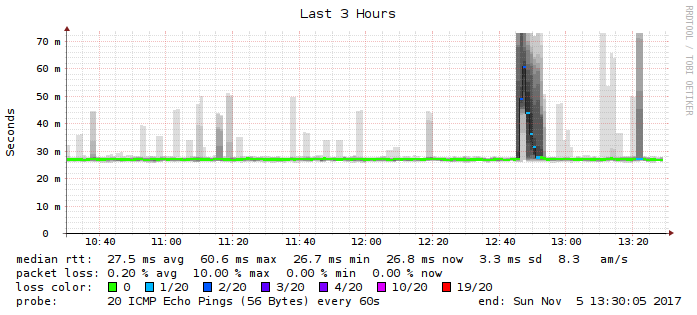 Last 3 Hours
RRDTOOL / TOBI OETIKER
Seconds
70 m
60 m
50 m
40 m
30 m
20 m
10 m
0
10:40 11:00 11:20 11:40 12:00 12:20 12:40 13:00 13:20
median rtt: 27.5 ms avg 60.6 ms max 26.7 ms min 26.8 ms now 3.3 ms sd 8.3 am/s
packet loss: 0.20 % avg 10.00 % max 0.00 % min 0.00 % now
loss color: 0 1/20 2/20 3/20 4/20 10/20 19/20
probe: 20 ICMP Echo Pings (56 Bytes) every 60s end: Sun Nov 5 13:30:05 2017